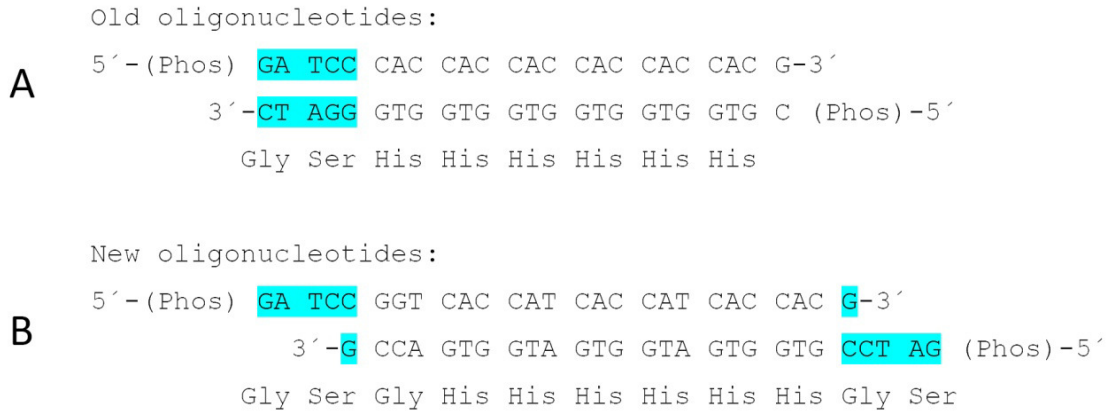 Old oligonucleotides:
A
5´-(Phos) GA TCC CAC CAC CAC CAC CAC CAC G-3´
3´-CT AGG GTG GTG GTG GTG GTG GTG C (Phos)-5´
Gly Ser His His His His His His
New oligonucleotides:
B
5´-(Phos) GA TCC GGT CAC CAT CAC CAT CAC CAC G-3´
3´-G CCA GTG GTA GTG GTA GTG GTG CCT AG (Phos)-5´
Gly Ser Gly His His His His His His Gly Ser